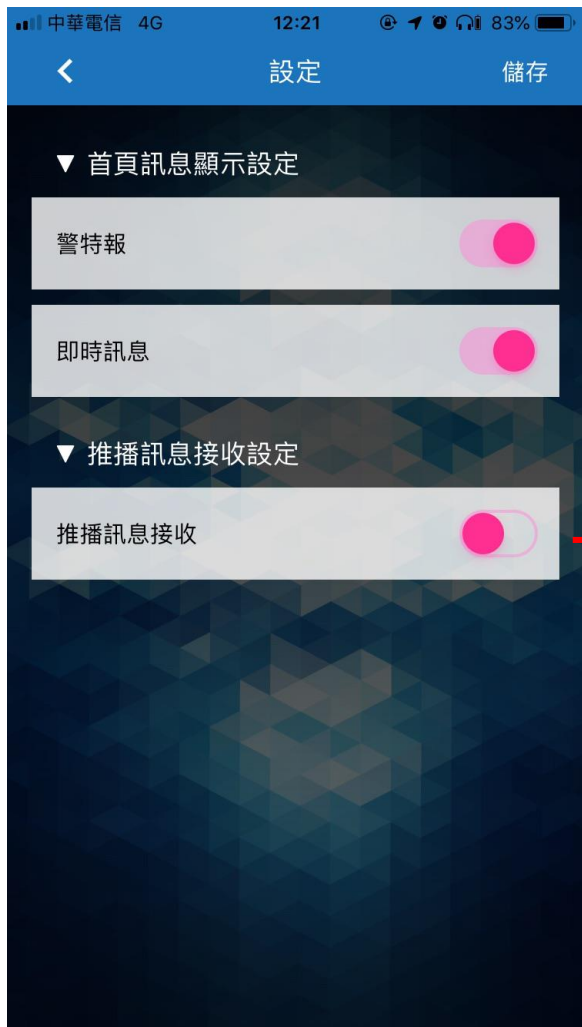 中華電信 4G 12:21 83%
設定 儲存
▼ 首頁訊息顯示設定
警特報
即時訊息
▼ 推播訊息接收設定
推播訊息接收